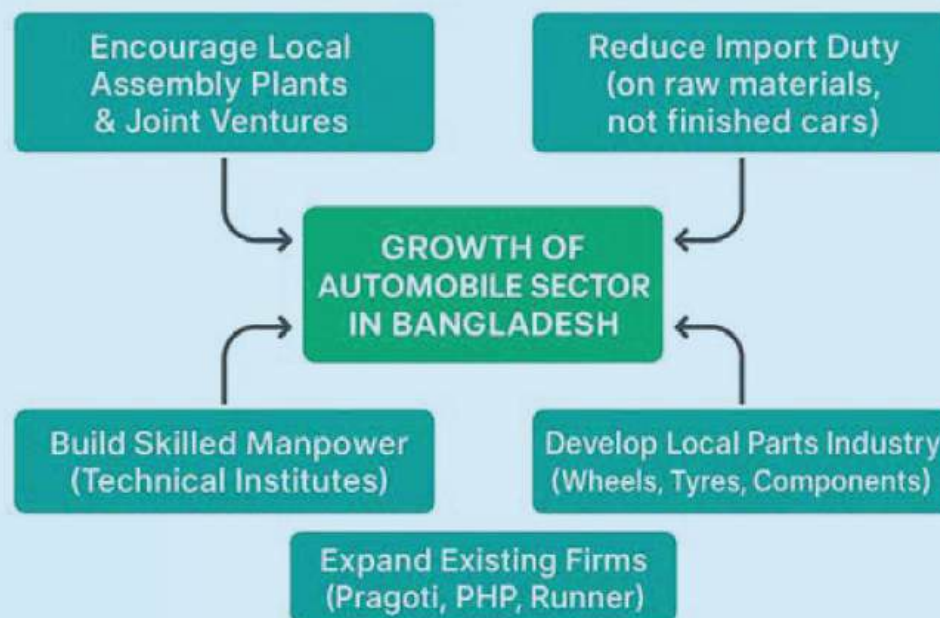 Encourage Local
Assembly Plants
& Joint Ventures
Reduce Import Duty
(on raw materials,
not finished cars)
GROWTH OF
AUTOMOBILE SECTOR
IN BANGLADESH
Build Skilled Manpower
(Technical Institutes)
Develop Local Parts Industry
(Wheels, Tyres, Components)
Expand Existing Firms
(Pragoti, PHP, Runner)